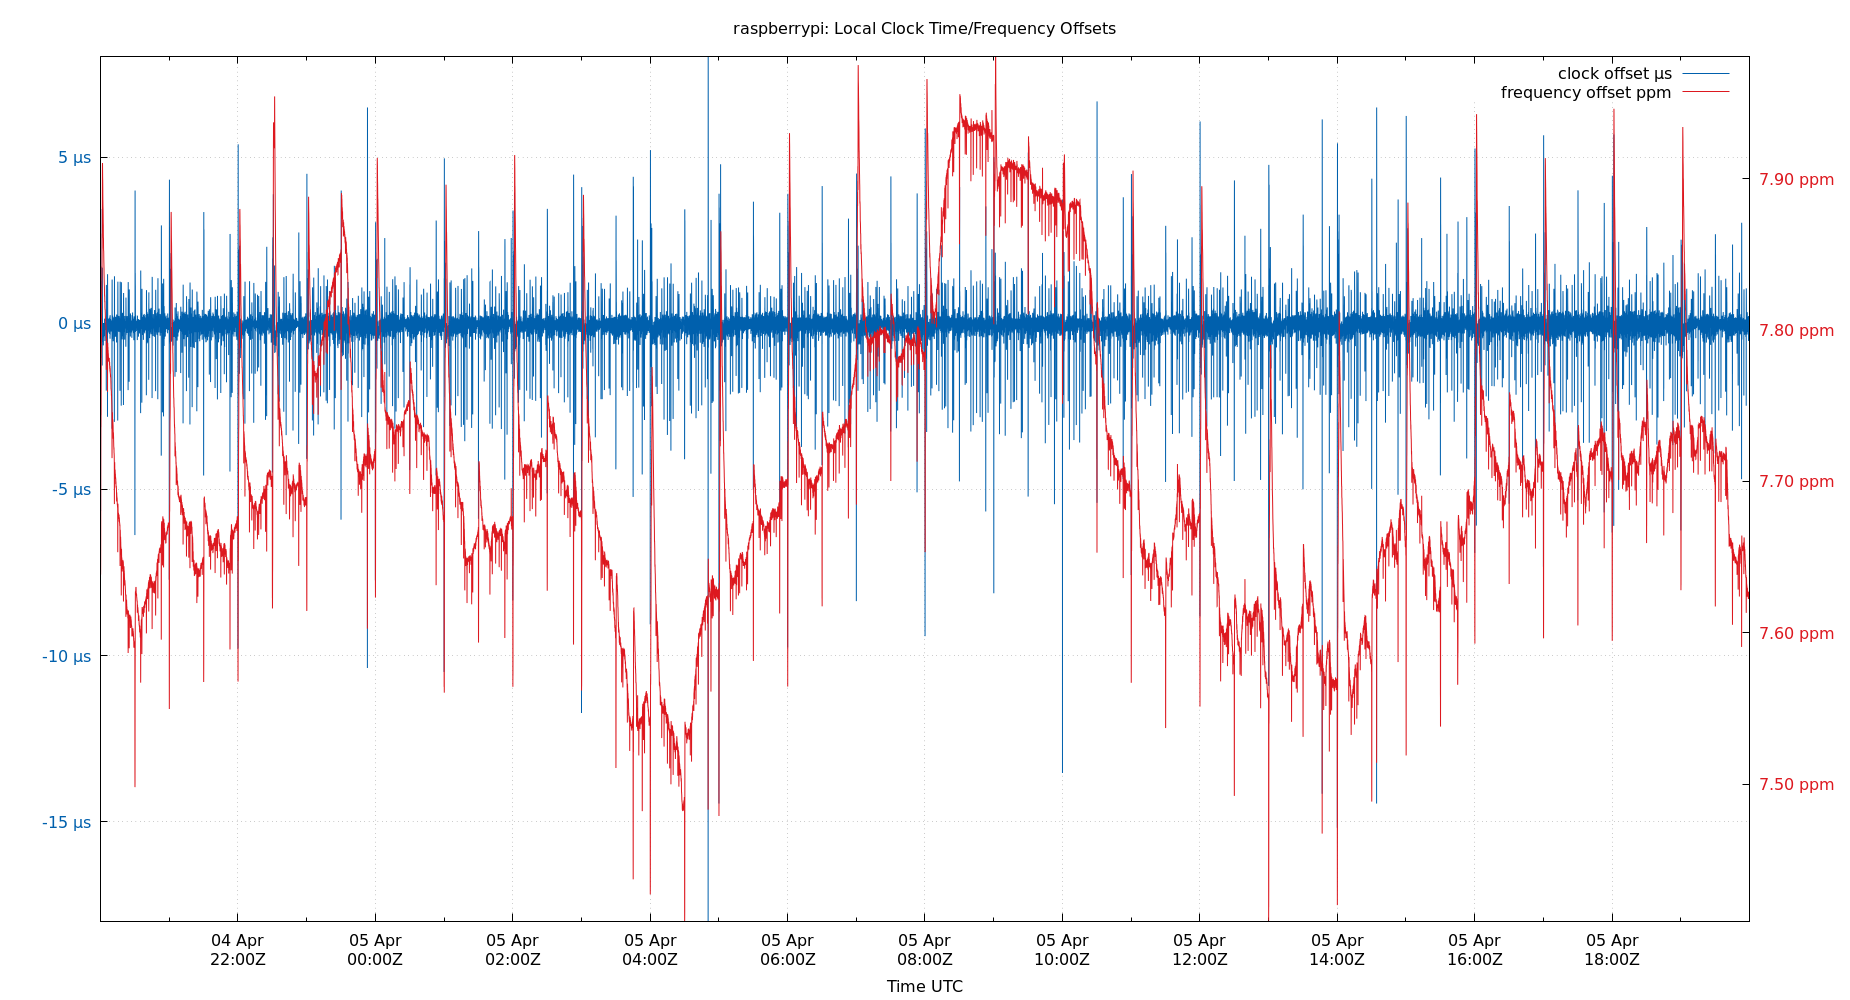 raspberrypi: Local Clock Time/Frequency Offsets
clock offset µs
frequency offset ppm
5 µs
0 µs
-5 µs
-10 µs
-15 µs
7.90 ppm
7.80 ppm
7.70 ppm
7.60 ppm
7.50 ppm
04 Apr
22:00Z
05 Apr
00:00Z
05 Apr
02:00Z
05 Apr
04:00Z
05 Apr
06:00Z
05 Apr
08:00Z
05 Apr
10:00Z
05 Apr
12:00Z
05 Apr
14:00Z
05 Apr
16:00Z
05 Apr
18:00Z
Time UTC